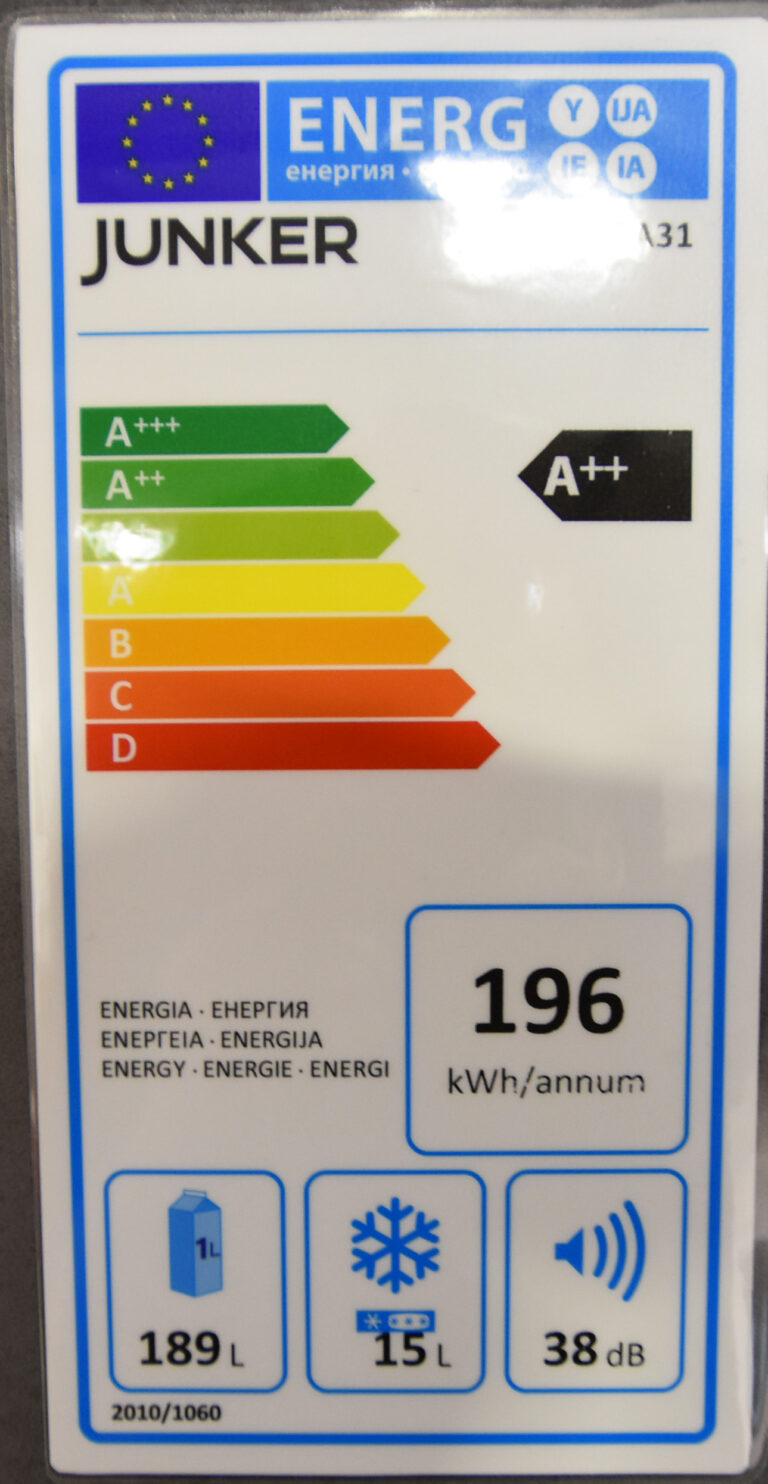 ENERG Y IJA
енергия · IE IA
JUNKER A31
A+++
A++
A++
A
B
C
D
196
kWh/annum
ENERGIA · ЕНЕРГИЯ
ΕΝΕΡΓΕΙΑ · ENERGIJA
ENERGY · ENERGIE · ENERGI
1L
189 L
15 L
38 dB
2010/1060